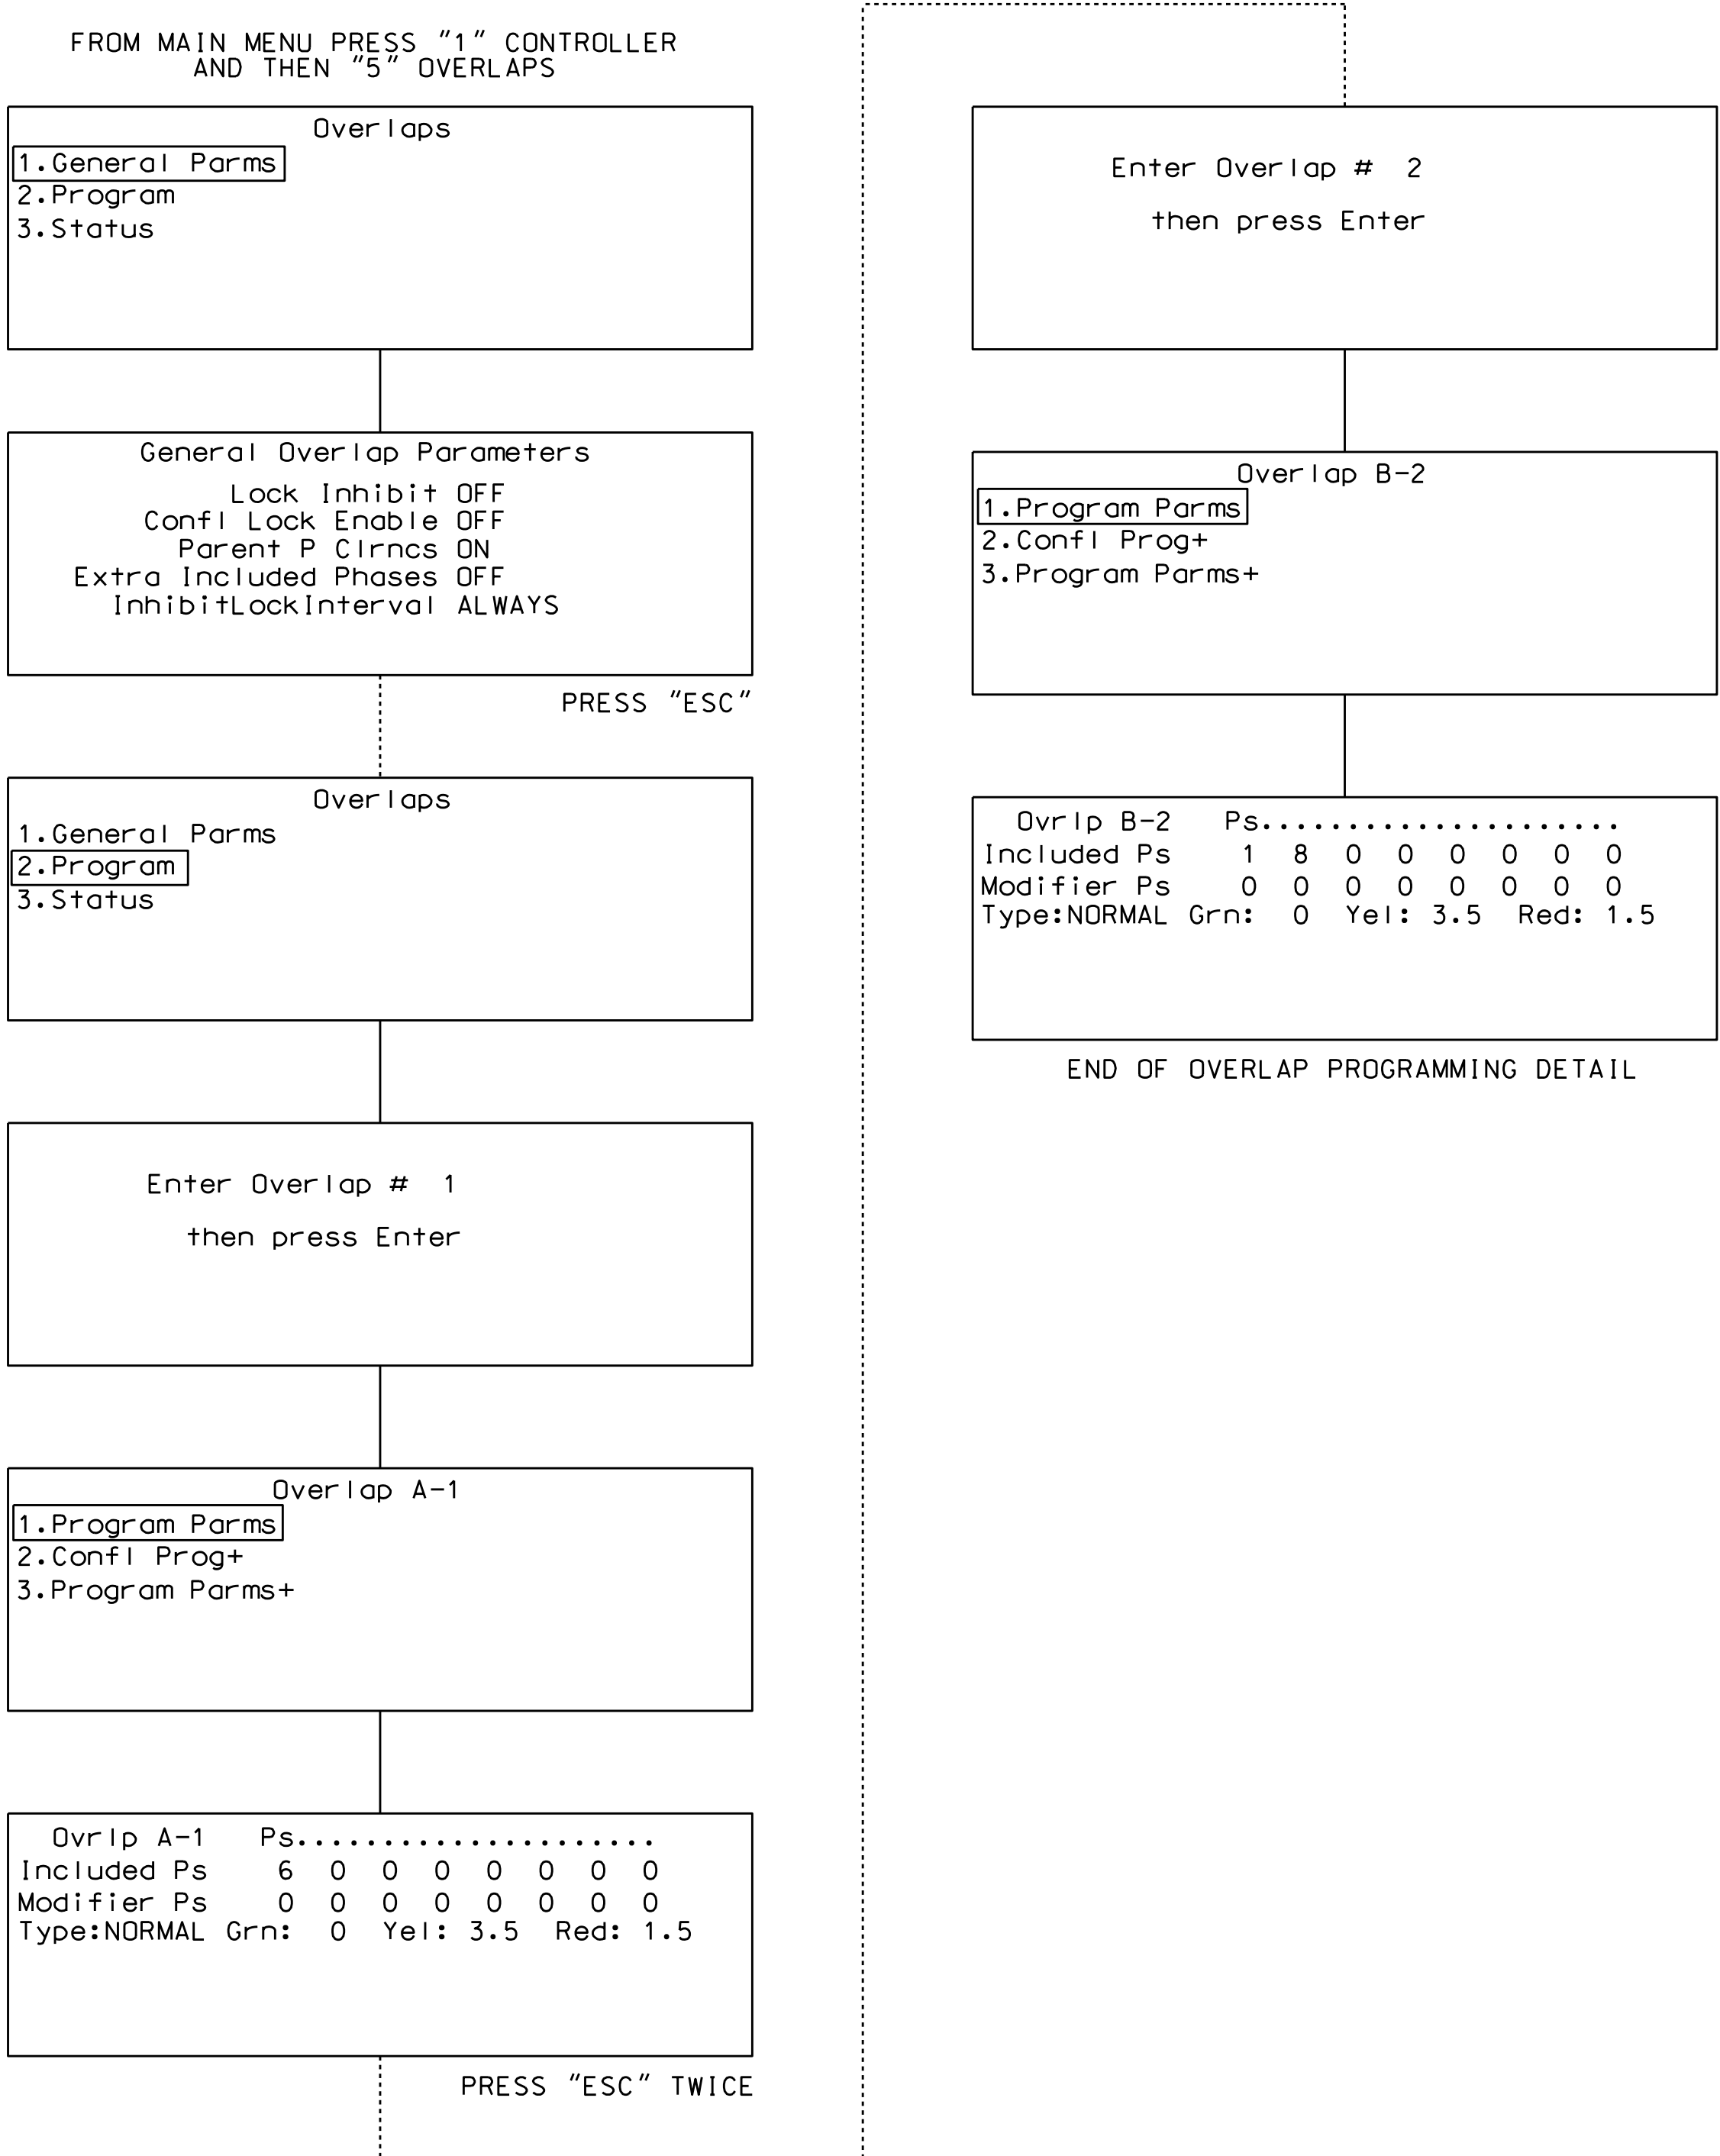 FROM MAIN MENU PRESS "1" CONTROLLER
AND THEN "5" OVERLAPS
Overlaps
1.General Parms
2.Program
3.Status
General Overlap Parameters
Lock Inhibit OFF
Confl Lock Enable OFF
Parent P Clrncs ON
Extra Included Phases OFF
InhibitLockInterval ALWAYS
PRESS "ESC"
Overlaps
1.General Parms
2.Program
3.Status
Enter Overlap # 1
then press Enter
Overlap A-1
1.Program Parms
2.Confl Prog+
3.Program Parms+
Ovrlp A-1 Ps.....................
Included Ps 6 0 0 0 0 0 0 0
Modifier Ps 0 0 0 0 0 0 0 0
Type:NORMAL Grn: 0 Yel: 3.5 Red: 1.5
PRESS "ESC" TWICE
Enter Overlap # 2
then press Enter
Overlap B-2
1.Program Parms
2.Confl Prog+
3.Program Parms+
Ovrlp B-2 Ps.....................
Included Ps 1 8 0 0 0 0 0 0
Modifier Ps 0 0 0 0 0 0 0 0
Type:NORMAL Grn: 0 Yel: 3.5 Red: 1.5
END OF OVERLAP PROGRAMMING DETAIL